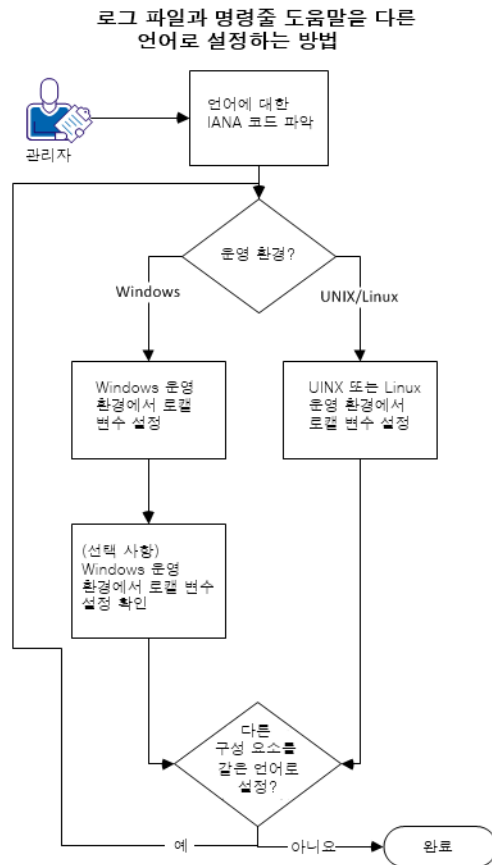 로그 파일과 명령줄 도움말을 다른
언어로 설정하는 방법
언어에 대한
IANA 코드 파악
관리자
운영 환경?
Windows
UNIX/Linux
Windows 운영
환경에서 로캘
변수 설정
UINX 또는 Linux
운영 환경에서
로캘 변수 설정
(선택 사항)
Windows 운영
환경에서 로캘 변수
설정 확인
다른
구성 요소를
같은 언어로
설정?
예
아니요
완료